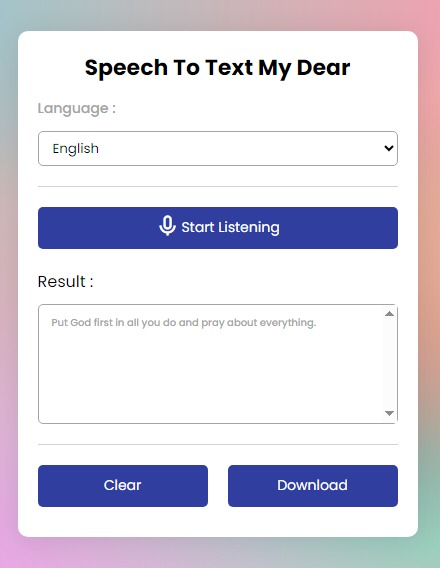 Speech To Text My Dear
Language :
English
Start Listening
Result :
Put God first in all you do and pray about everything.
Clear
Download